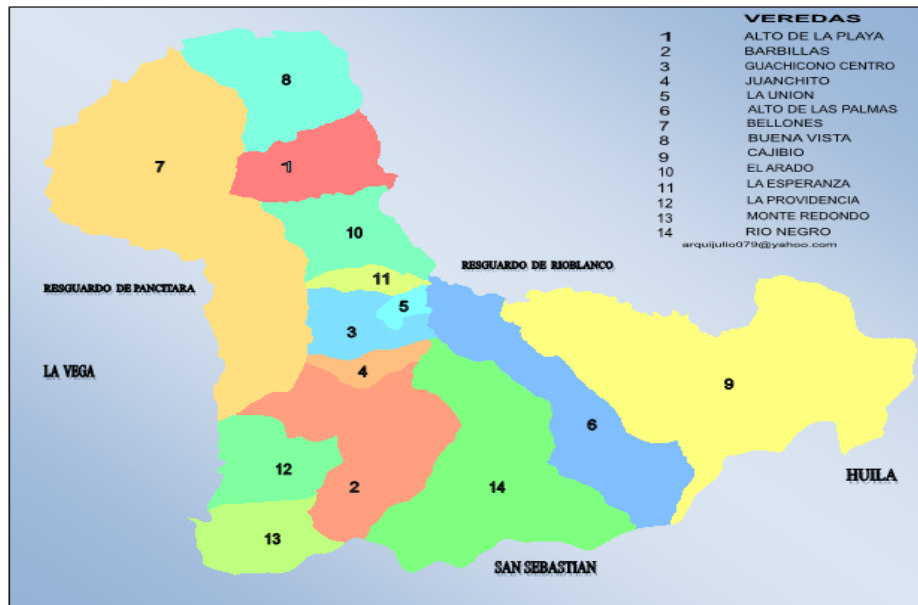 VEREDAS
1 ALTO DE LA PLAYA
2 BARBILLAS
3 GUACHICONO CENTRO
4 JUANCHITO
5 LA UNION
6 ALTO DE LAS PALMAS
7 BELLONES
8 BUENA VISTA
9 CAJIBIO
10 EL ARADO
11 LA ESPERANZA
12 LA PROVIDENCIA
13 MONTE REDONDO
14 RIO NEGRO
arquijulio079@yahoo.com
8
7
1
10
RESGUARDO DE RIOBLANCO
11
RESGUARDO DE PANCITARA
5
3
LA VEGA
4
9
6
12
HUILA
2
14
13
SAN SEBASTIAN